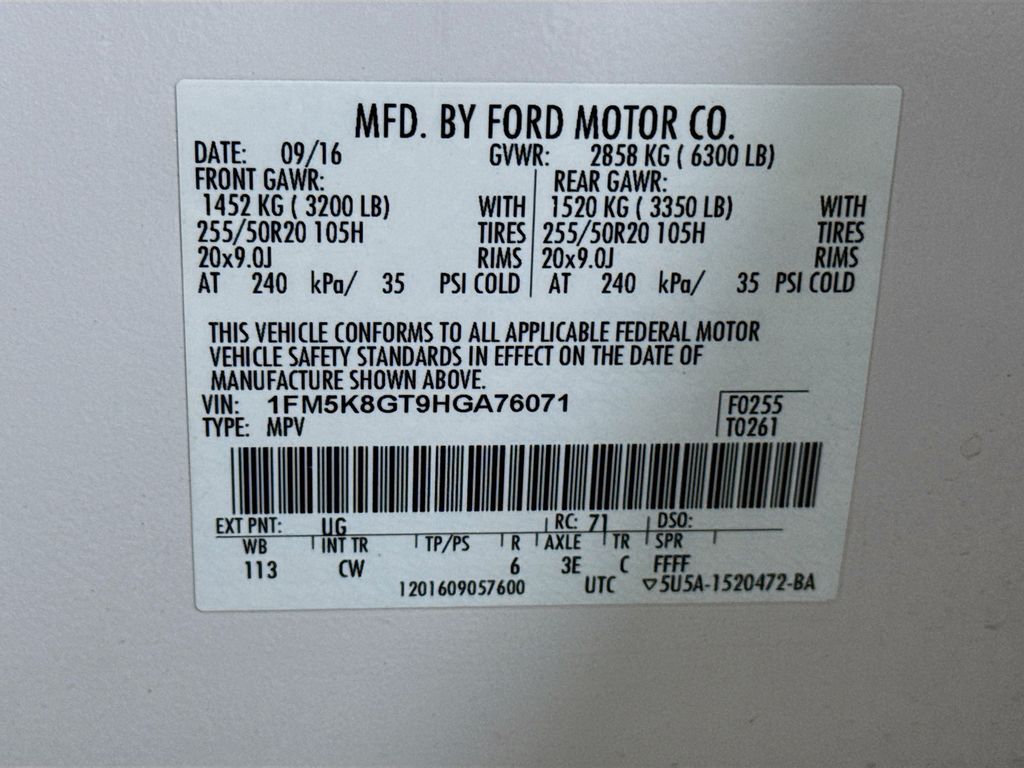 MFD. BY FORD MOTOR CO.
DATE: 09/16 GVWR: 2858 KG ( 6300 LB)
FRONT GAWR: REAR GAWR:
1452 KG ( 3200 LB) WITH 1520 KG ( 3350 LB) WITH
255/50R20 105H TIRES 255/50R20 105H TIRES
20x9.0J RIMS 20x9.0J RIMS
AT 240 kPa/ 35 PSI COLD AT 240 kPa/ 35 PSI COLD
THIS VEHICLE CONFORMS TO ALL APPLICABLE FEDERAL MOTOR
VEHICLE SAFETY STANDARDS IN EFFECT ON THE DATE OF
MANUFACTURE SHOWN ABOVE.
VIN: 1FM5K8GT9HGA76071 F0255
TYPE: MPV T0261
EXT PNT: UG RC: 71 DSO:
WB INT TR TP/PS R AXLE TR SPR
113 CW 6 3E C FFFF
1201609057600 UTC ▽5U5A-1520472-BA